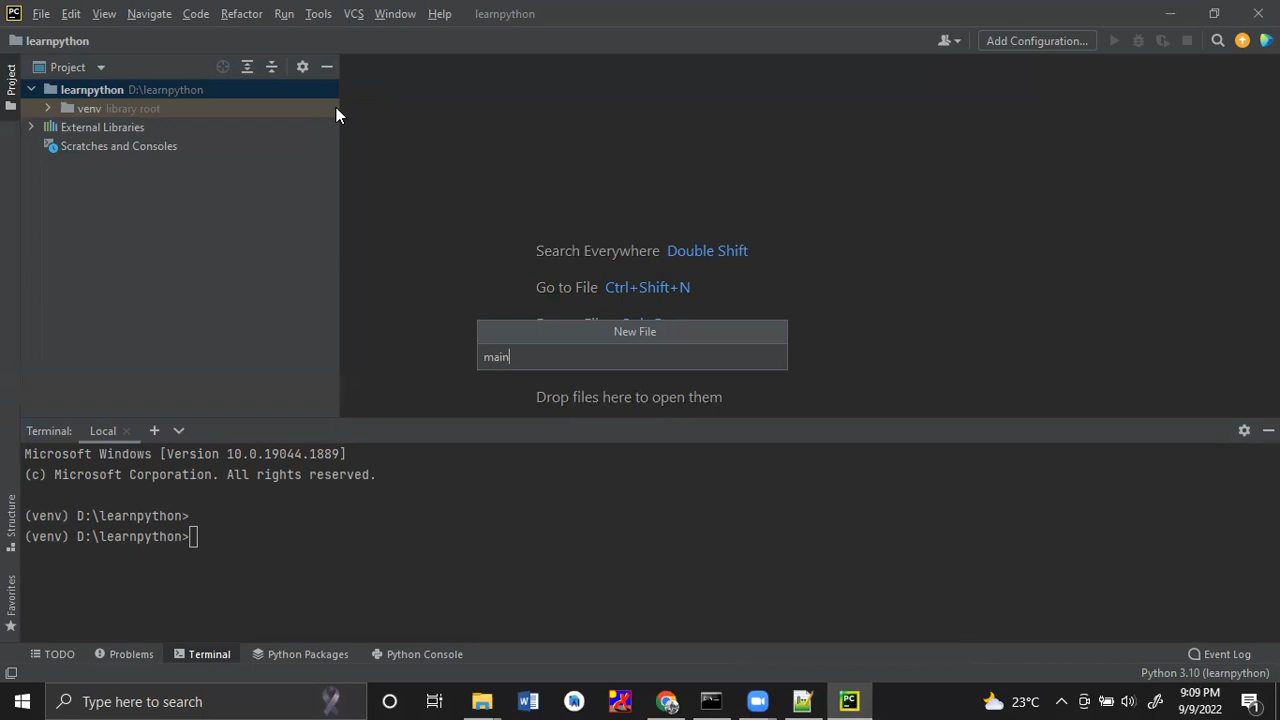 PC File Edit View Navigate Code Refactor Run Tools VCS Window Help learnpython
learnpython Add Configuration...
Project
Project
learnpython D:\learnpython
venv library root
External Libraries
Scratches and Consoles
Search Everywhere Double Shift
Go to File Ctrl+Shift+N
New File
main
Drop files here to open them
Terminal: Local
Microsoft Windows [Version 10.0.19044.1889]
(c) Microsoft Corporation. All rights reserved.
(venv) D:\learnpython>
(venv) D:\learnpython>
Structure
Favorites
TODO Problems Terminal Python Packages Python Console Event Log
Python 3.10 (learnpython)
Type here to search 23°C 9:09 PM
9/9/2022 1